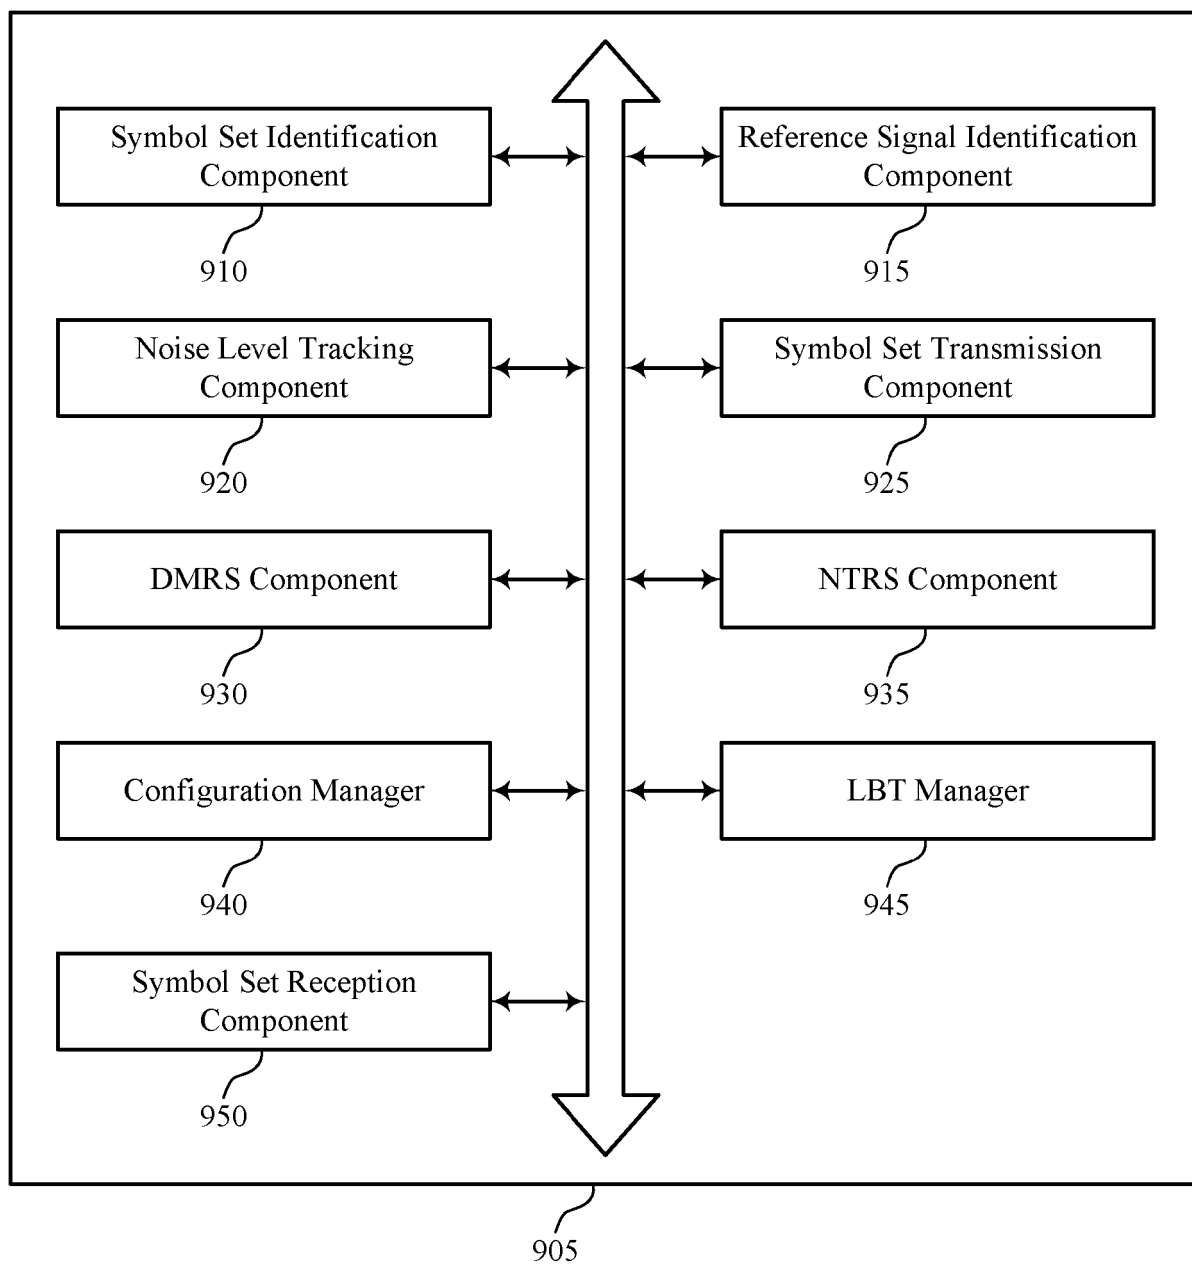 Symbol Set Identification
Component
910
Reference Signal Identification
Component
915
Noise Level Tracking
Component
920
Symbol Set Transmission
Component
925
DMRS Component
930
NTRS Component
935
Configuration Manager
940
LBT Manager
945
Symbol Set Reception
Component
950
905